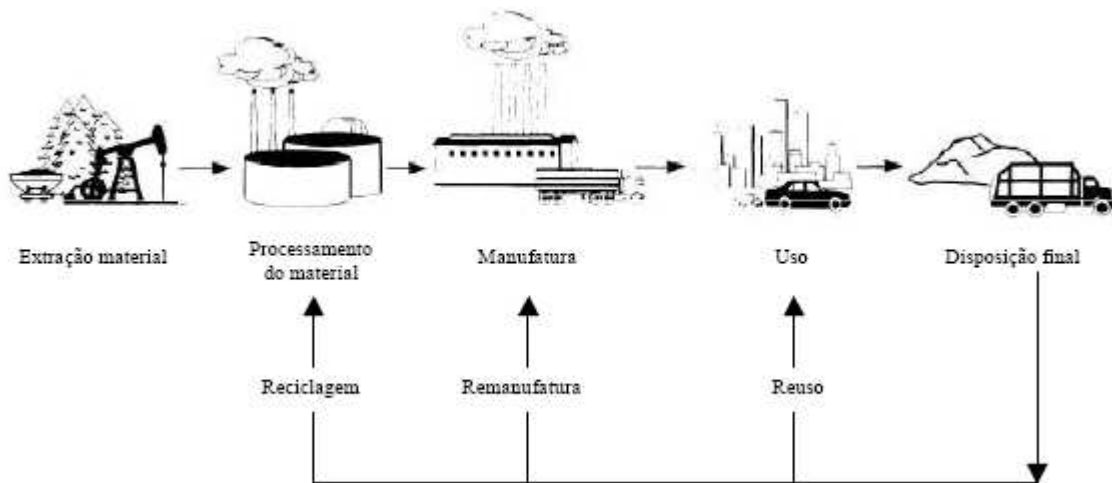 Extração material
Processamento
do material
Manufatura
Uso
Disposição final
Reciclagem
Remanufatura
Reuso